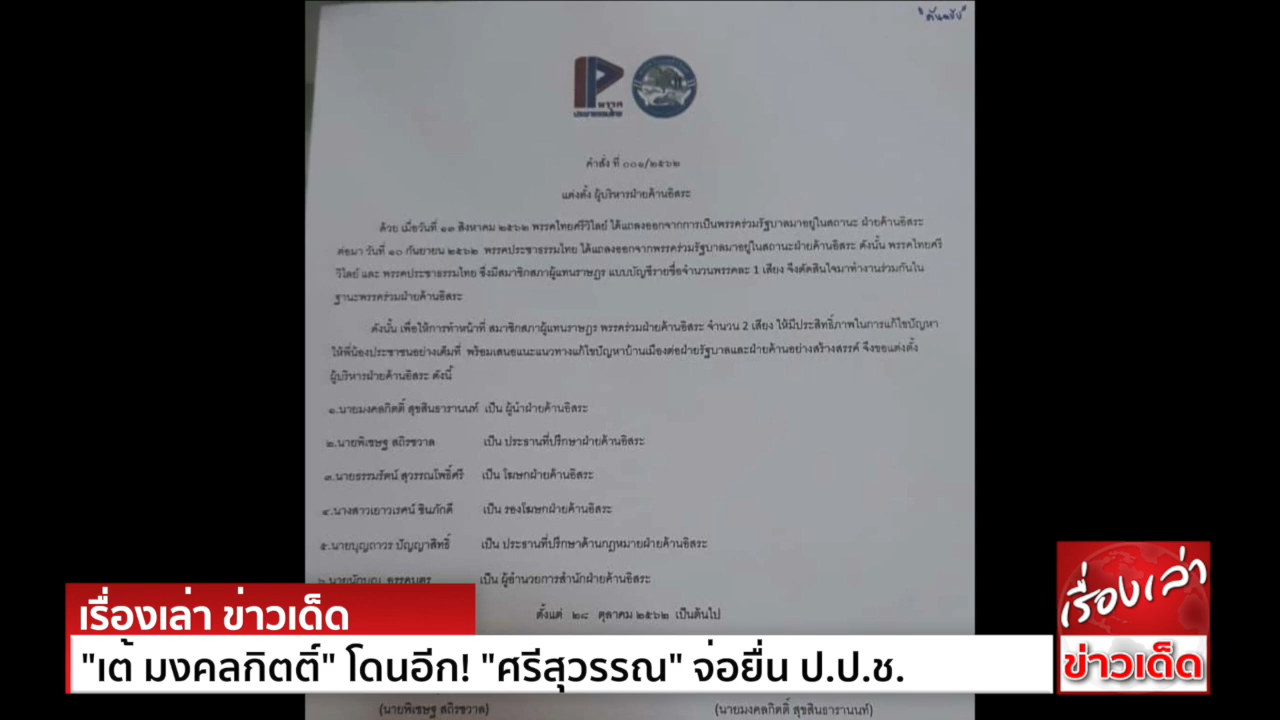 "ต้นฉบับ"
พรรค
ประชาธรรมไทย
คำสั่ง ที่ ๐๐๑/๒๕๖๒
แต่งตั้ง ผู้บริหารฝ่ายค้านอิสระ
ด้วย เมื่อวันที่ ๑๓ สิงหาคม ๒๕๖๒ พรรคไทยศรีวิไลย์ ได้แถลงออกจากการเป็นพรรคร่วมรัฐบาลมาอยู่ในสถานะ ฝ่ายค้านอิสระ
ต่อมา วันที่ ๑๐ กันยายน ๒๕๖๒ พรรคประชาธรรมไทย ได้แถลงออกจากพรรคร่วมรัฐบาลมาอยู่ในสถานะฝ่ายค้านอิสระ ดังนั้น พรรคไทยศรี
วิไลย์ และ พรรคประชาธรรมไทย ซึ่งมีสมาชิกสภาผู้แทนราษฎร แบบบัญชีรายชื่อจำนวนพรรคละ 1 เสียง จึงตัดสินใจมาทำงานร่วมกันใน
ฐานะพรรคร่วมฝ่ายค้านอิสระ
ดังนั้น เพื่อให้การทำหน้าที่ สมาชิกสภาผู้แทนราษฎร พรรคร่วมฝ่ายค้านอิสระ จำนวน 2 เสียง ให้มีประสิทธิ์ภาพในการแก้ไขปัญหา
ให้พี่น้องประชาชนอย่างเต็มที่ พร้อมเสนอแนะแนวทางแก้ไขปัญหาบ้านเมืองต่อฝ่ายรัฐบาลและฝ่ายค้านอย่างสร้างสรรค์ จึงขอแต่งตั้ง
ผู้บริหารฝ่ายค้านอิสระ ดังนี้
๑.นายมงคลกิตติ์ สุขสินธารานนท์ เป็น ผู้นำฝ่ายค้านอิสระ
๒.นายพิเชษฐ สถิรชวาล เป็น ประธานที่ปรึกษาฝ่ายค้านอิสระ
๓.นายธรรมรัตน์ สุวรรณโพธิ์ศรี เป็น โฆษกฝ่ายค้านอิสระ
๔.นางสาวเยาวเรศน์ ชินภักดี เป็น รองโฆษกฝ่ายค้านอิสระ
๕.นายบุญถาวร ปัญญาสิทธิ์ เป็น ประธานที่ปรึกษาด้านกฎหมายฝ่ายค้านอิสระ
เป็น ผู้อำนวยการสำนักฝ่ายค้านอิสระ
ตั้งแต่ ๒๘ ตุลาคม ๒๕๖๒ เป็นต้นไป
เรื่องเล่า ข่าวเด็ด
"เต้ มงคลกิตติ์" โดนอีก! "ศรีสุวรรณ" จ่อยื่น ป.ป.ช.
เรื่องเล่า
ข่าวเด็ด
(นายพิเชษฐ สถิรชวาล) (นายมงคลกิตติ์ สุขสินธารานนท์)